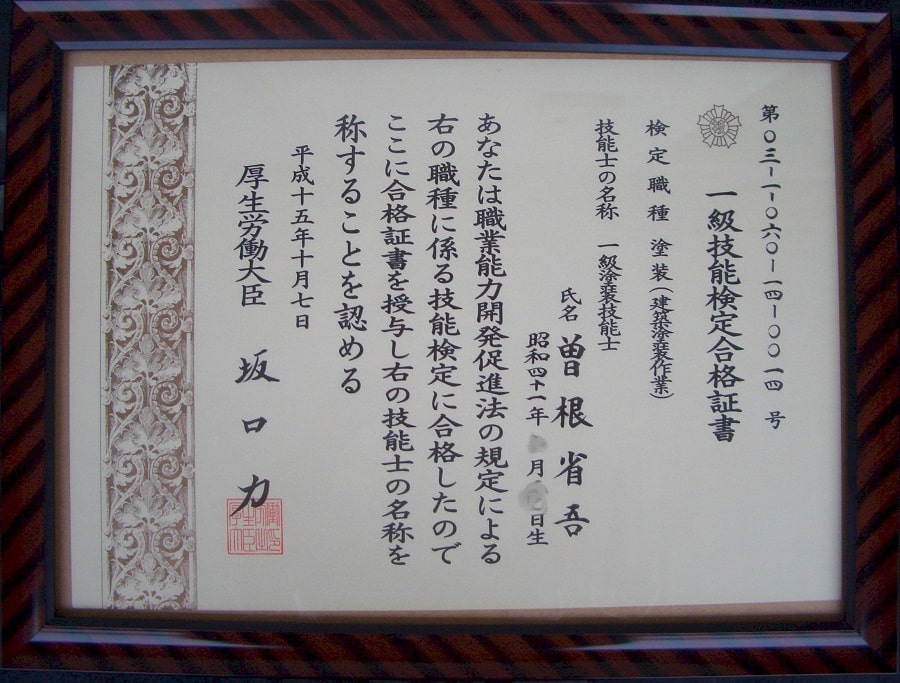 第〇三-一-〇六〇-一四-〇〇一四 号
一級技能検定合格証書
検定職種 塗装(建築塗装作業)
技能士の名称 一級塗装技能士
氏名 曽根省吾
昭和四十一年 月 日生
あなたは職業能力開発促進法の規定による
右の職種に係る技能検定に合格したので
ここに合格証書を授与し右の技能士の名称を
称することを認める
平成十五年十月七日
厚生労働大臣 坂口力